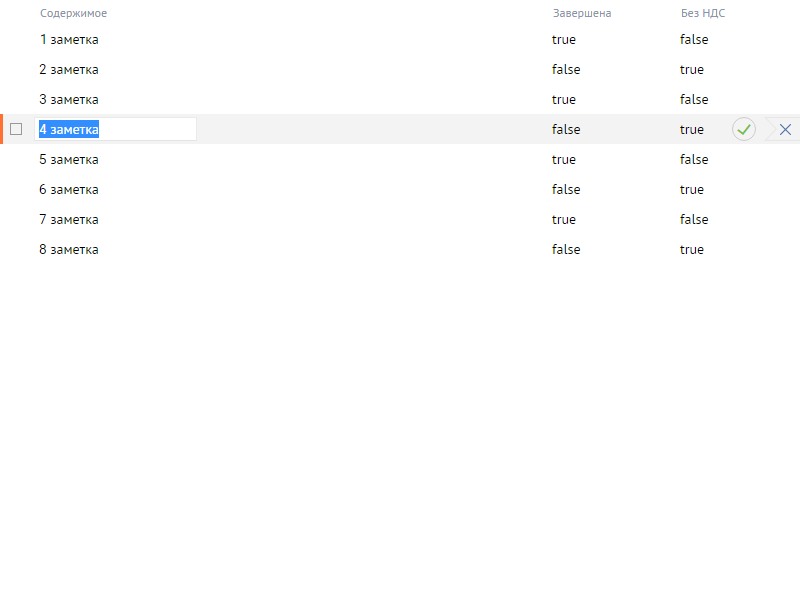 Содержимое Завершена Без НДС
1 заметка true false
2 заметка false true
3 заметка true false
4 заметка false true
5 заметка true false
6 заметка false true
7 заметка true false
8 заметка false true